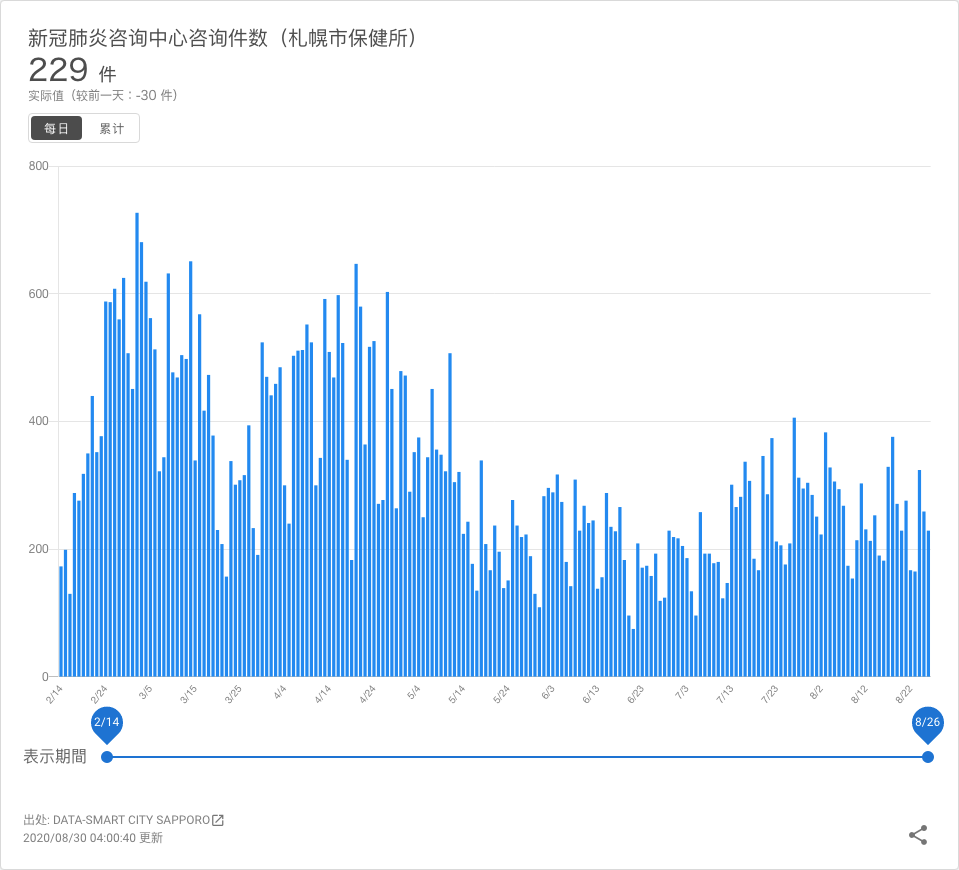 新冠肺炎咨询中心咨询件数（札幌市保健所）
229 件
实际值（较前一天：-30 件）
每日 累计
800
600
400
200
0
2/14 2/24 3/5 3/15 3/25 4/4 4/14 4/24 5/4 5/14 5/24 6/3 6/13 6/23 7/3 7/13 7/23 8/2 8/12 8/22
2/14 8/26
表示期間
出处: DATA-SMART CITY SAPPORO
2020/08/30 04:00:40 更新